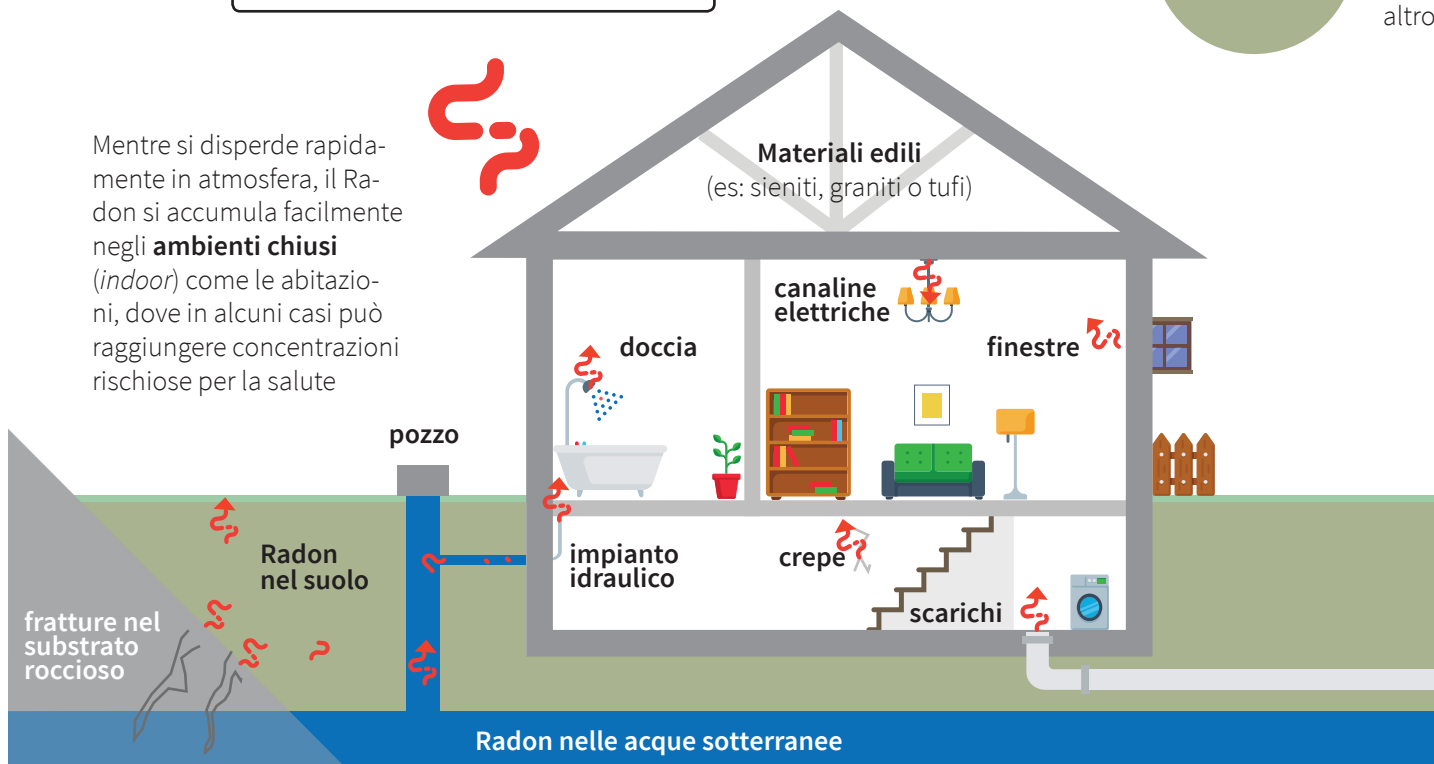 altro
Mentre si disperde rapida-
mente in atmosfera, il Ra-
don si accumula facilmente
negli ambienti chiusi
(indoor) come le abitazio-
ni, dove in alcuni casi può
raggiungere concentrazioni
rischiose per la salute
Materiali edili
(es: sieniti, graniti o tufi)
canaline
elettriche
doccia
finestre
pozzo
Radon
nel suolo
impianto
idraulico
crepe
scarichi
fratture nel
substrato
roccioso
Radon nelle acque sotterranee